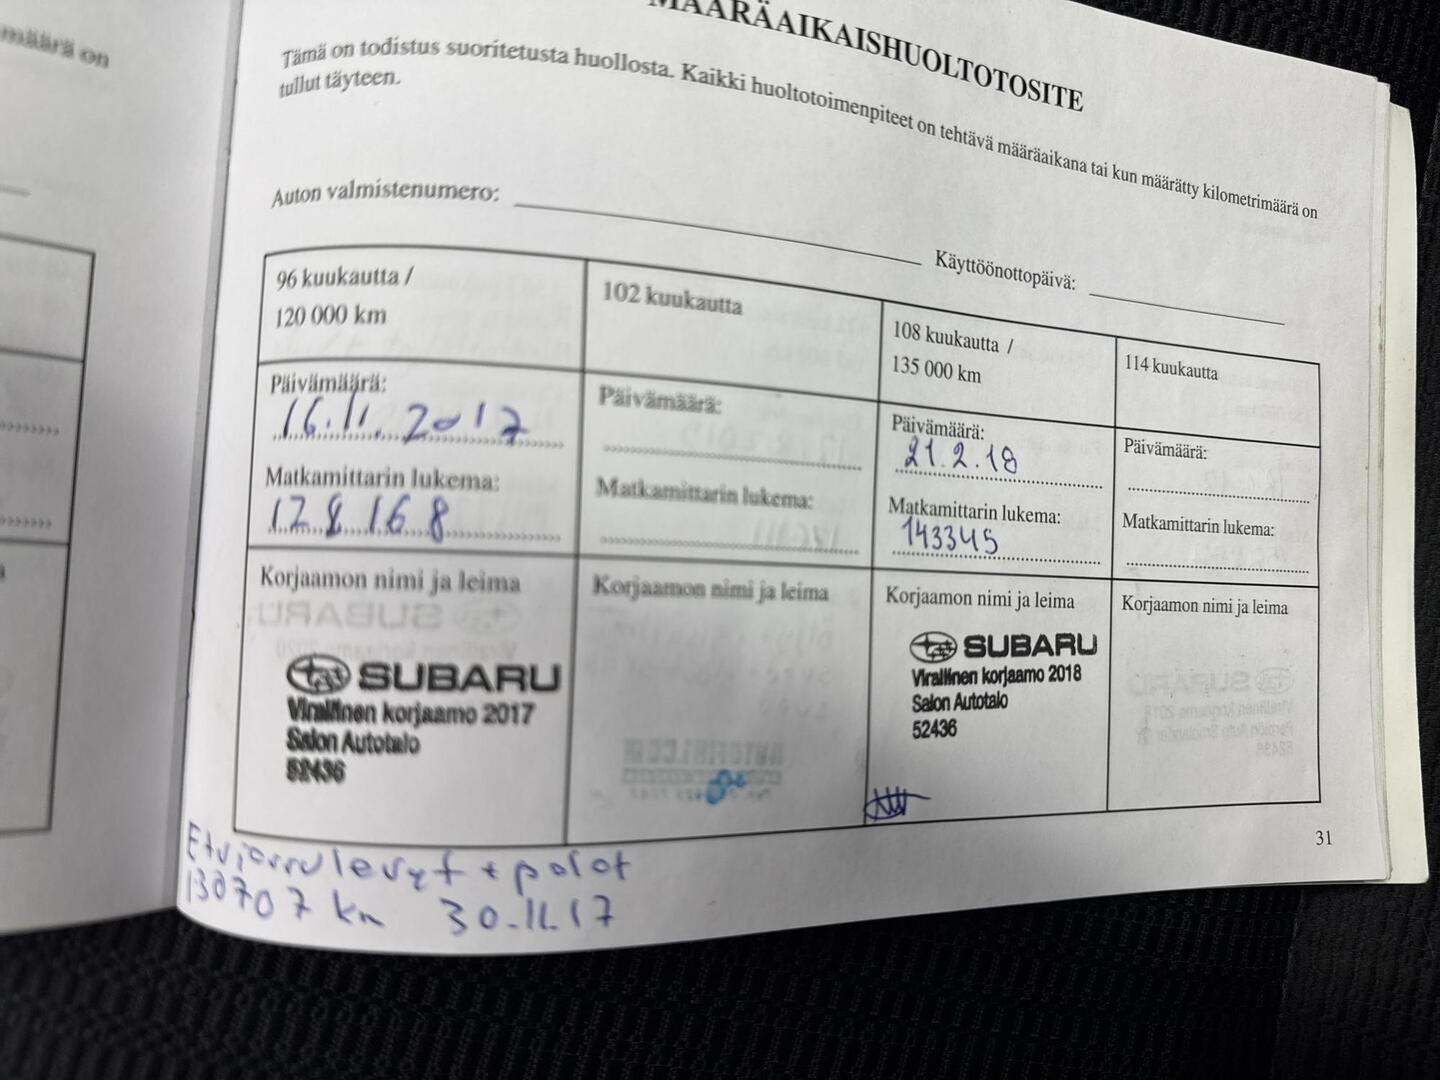 määrä on
MÄÄRÄAIKAISHUOLTOTOSITE
Tämä on todistus suoritetusta huollosta. Kaikki huoltotoimenpiteet on tehtävä määräaikana tai kun määrätty kilometrimäärä on
tullut täyteen.
Auton valmistenumero:
Käyttöönottopäivä:
96 kuukautta /
120 000 km
Päivämäärä:
16.11.2017
Matkamittarin lukema:
128168
Korjaamon nimi ja leima
SUBARU
Virallinen korjaamo 2017
Salon Autotalo
52436
102 kuukautta
Päivämäärä:
Matkamittarin lukema:
Korjaamon nimi ja leima
108 kuukautta /
135 000 km
Päivämäärä:
21.2.18
Matkamittarin lukema:
143345
Korjaamon nimi ja leima
SUBARU
Virallinen korjaamo 2018
Salon Autotalo
52436
114 kuukautta
Päivämäärä:
Matkamittarin lukema:
Korjaamon nimi ja leima
Etujarrulevyt + palat
130707 km 30.11.17
31